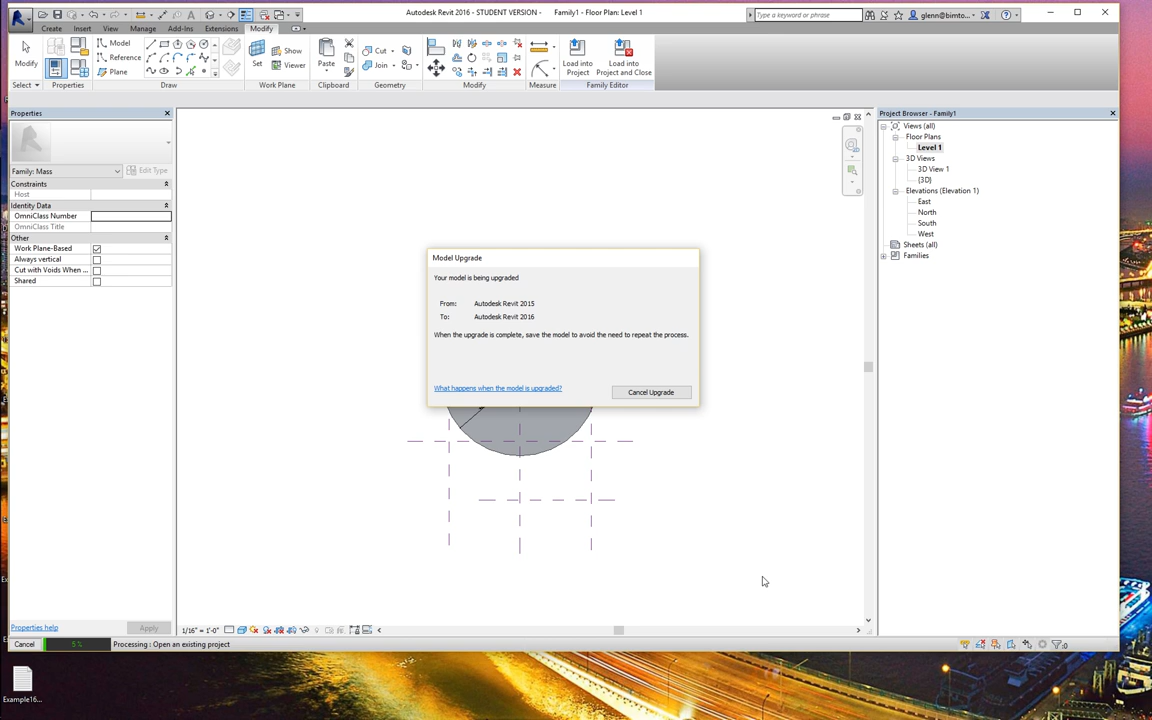 Autodesk Revit 2016 - STUDENT VERSION - Family1 - Floor Plan: Level 1
Type a keyword or phrase
glenn@bimto...
Create Insert View Manage Add-Ins Extensions Modify
Modify
Model
Reference
Plane
Set
Show
Viewer
Paste
Cut
Join
Load into
Project
Load into
Project and Close
Select Properties Draw Work Plane Clipboard Geometry Modify Measure Family Editor
Properties
Family: Mass
Edit Type
Constraints
Host
Identity Data
OmniClass Number
OmniClass Title
Other
Work Plane-Based
Always vertical
Cut with Voids When ...
Shared
Properties help
Apply
Model Upgrade
Your model is being upgraded
From: Autodesk Revit 2015
To: Autodesk Revit 2016
When the upgrade is complete, save the model to avoid the need to repeat the process.
What happens when the model is upgraded?
Cancel Upgrade
Project Browser - Family1
Views (all)
Floor Plans
Level 1
3D Views
3D View 1
{3D}
Elevations (Elevation 1)
East
North
South
West
Sheets (all)
Families
1/16" = 1'-0"
Cancel
5 %
Processing : Open an existing project
:0
Example16...